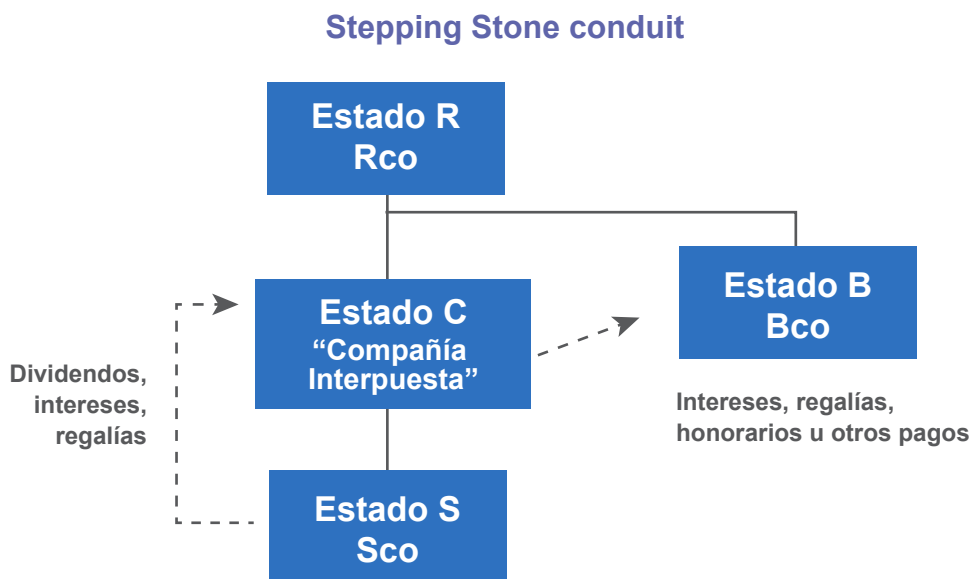 Stepping Stone conduit
Estado R
Rco
Estado B
Bco
Estado C
“Compañía
Interpuesta”
Dividendos,
intereses,
regalías
Intereses, regalías,
honorarios u otros pagos
Estado S
Sco